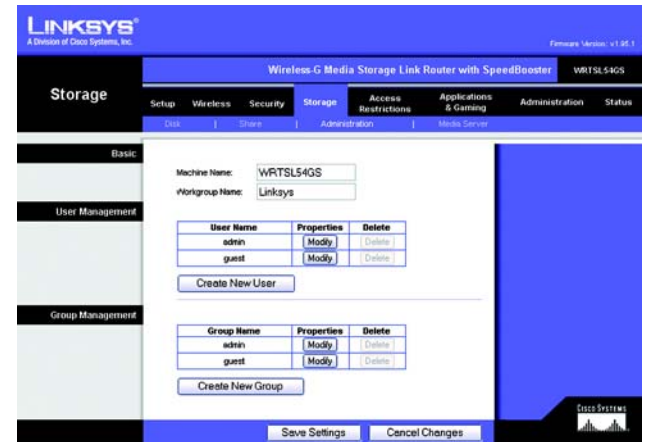 LINKSYS®
A Division of Cisco Systems, Inc.
Firmware Version: v1.95.1
Wireless-G Media Storage Link Router with SpeedBooster WRTSL54GS
Storage
Setup Wireless Security Storage Access Restrictions Applications & Gaming Administration Status
Disk | Share | Administration | Media Server
Basic
Machine Name: WRTSL54GS
Workgroup Name: Linksys
User Management
User Name Properties Delete
admin Modify Delete
guest Modify Delete
Create New User
Group Management
Group Name Properties Delete
admin Modify Delete
guest Modify Delete
Create New Group
Save Settings Cancel Changes
CISCO SYSTEMS